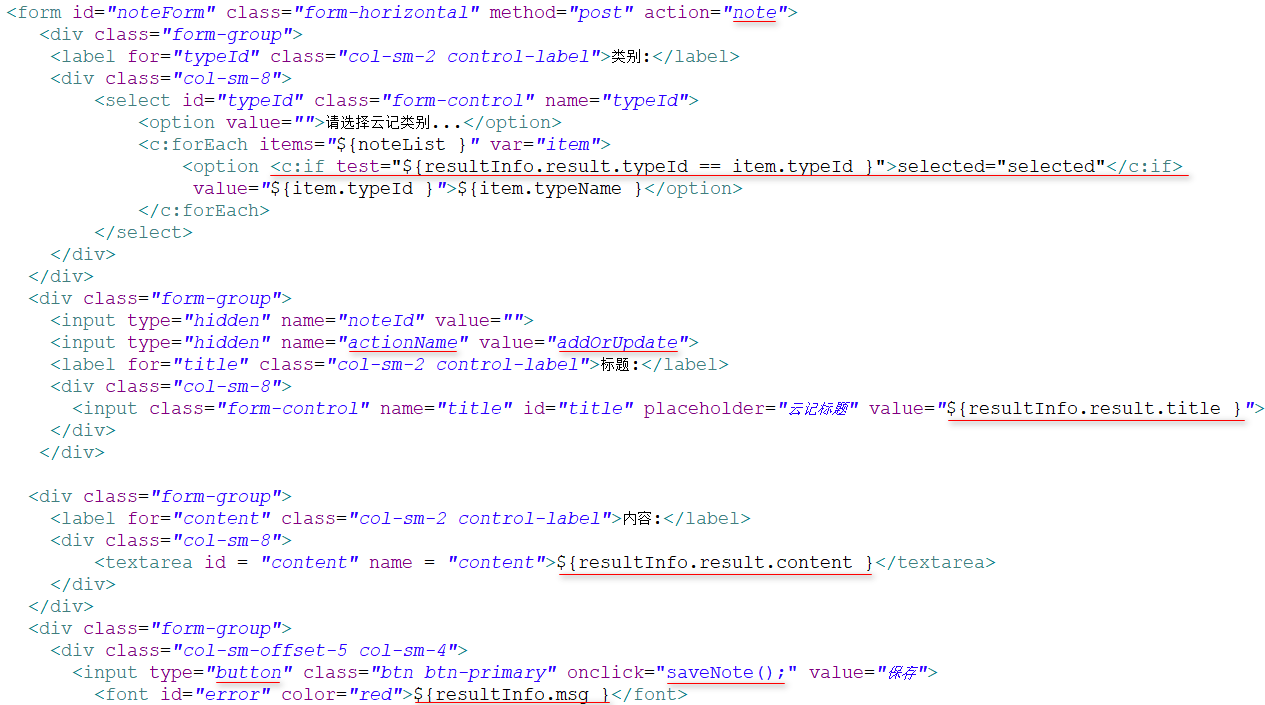 <form id="noteForm" class="form-horizontal" method="post" action="note">
<div class="form-group">
<label for="typeId" class="col-sm-2 control-label">类别:</label>
<div class="col-sm-8">
<select id="typeId" class="form-control" name="typeId">
<option value="">请选择云记类别...</option>
<c:forEach items="${noteList }" var="item">
<option <c:if test="${resultInfo.result.typeId == item.typeId }">selected="selected"</c:if>
value="${item.typeId }">${item.typeName }</option>
</c:forEach>
</select>
</div>
</div>
<div class="form-group">
<input type="hidden" name="noteId" value="">
<input type="hidden" name="actionName" value="addOrUpdate">
<label for="title" class="col-sm-2 control-label">标题:</label>
<div class="col-sm-8">
<input class="form-control" name="title" id="title" placeholder="云记标题" value="${resultInfo.result.title }">
</div>
</div>
<div class="form-group">
<label for="content" class="col-sm-2 control-label">内容:</label>
<div class="col-sm-8">
<textarea id = "content" name = "content">${resultInfo.result.content }</textarea>
</div>
</div>
<div class="form-group">
<div class="col-sm-offset-5 col-sm-4">
<input type="button" class="btn btn-primary" onclick="saveNote();" value="保存">
<font id="error" color="red">${resultInfo.msg }</font>